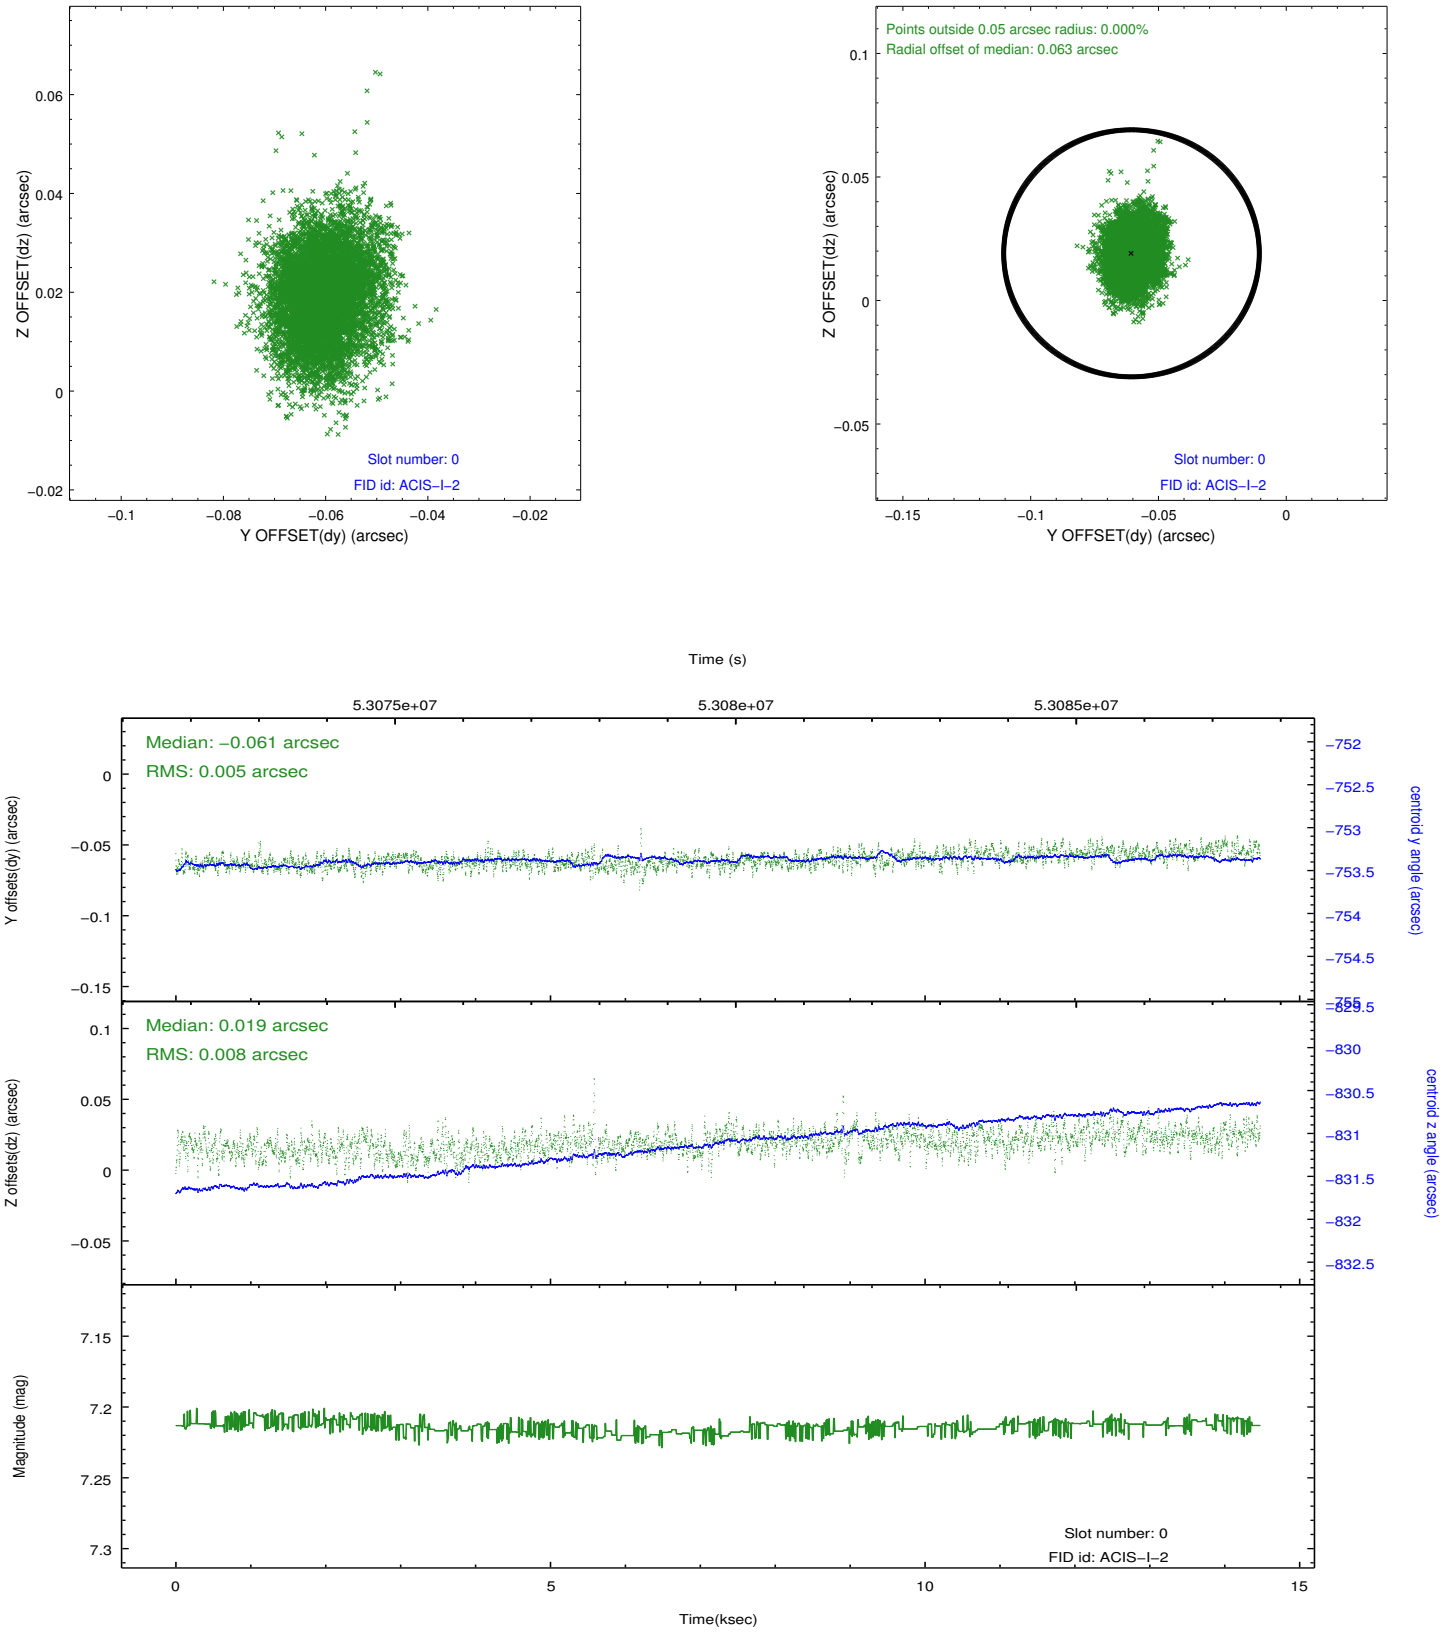 0.06
0.04
0.02
0
−0.02
Z OFFSET(dz) (arcsec)
Slot number: 0
FID id: ACIS−I−2
−0.1
−0.08
−0.06
−0.04
−0.02
Y OFFSET(dy) (arcsec)
Points outside 0.05 arcsec radius: 0.000%
Radial offset of median: 0.063 arcsec
0.1
0.05
0
−0.05
Z OFFSET(dz) (arcsec)
Slot number: 0
FID id: ACIS−I−2
−0.15
−0.1
−0.05
0
Y OFFSET(dy) (arcsec)
Time (s)
5.3075e+07
5.308e+07
5.3085e+07
Median: −0.061 arcsec
RMS: 0.005 arcsec
0
−0.05
−0.1
−0.15
Y offsets(dy) (arcsec)
−752
−752.5
−753
−753.5
−754
−754.5
−755
centroid y angle (arcsec)
Median: 0.019 arcsec
RMS: 0.008 arcsec
0.1
0.05
0
−0.05
Z offsets(dz) (arcsec)
−829.5
−830
−830.5
−831
−831.5
−832
−832.5
centroid z angle (arcsec)
7.15
7.2
7.25
7.3
Magnitude (mag)
Slot number: 0
FID id: ACIS−I−2
0
5
10
15
Time(ksec)